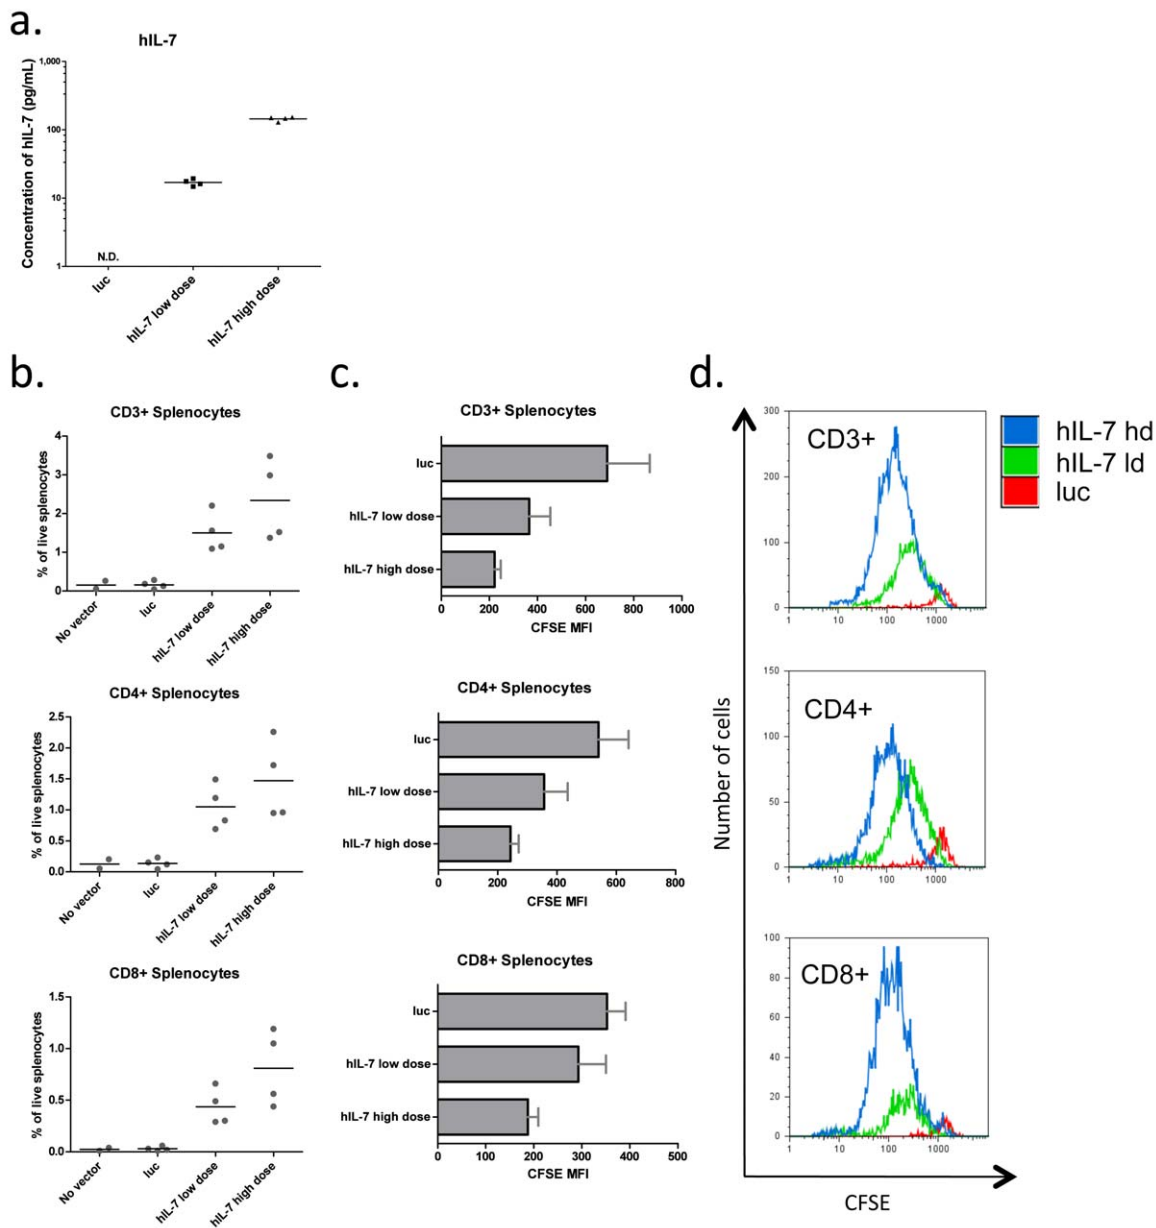 a.
hIL-7
Concentration of hIL-7 (pg/mL)
1,000
100
10
1
N.D.
luc
hIL-7 low dose
hIL-7 high dose
b.
CD3+ Splenocytes
% of live splenocytes
4
3
2
1
0
No vector
luc
hIL-7 low dose
hIL-7 high dose
CD4+ Splenocytes
% of live splenocytes
2.5
2.0
1.5
1.0
0.5
0.0
No vector
luc
hIL-7 low dose
hIL-7 high dose
CD8+ Splenocytes
% of live splenocytes
1.5
1.0
0.5
0.0
No vector
luc
hIL-7 low dose
hIL-7 high dose
c.
CD3+ Splenocytes
luc
hIL-7 low dose
hIL-7 high dose
0 200 400 600 800 1000
CFSE MFI
CD4+ Splenocytes
luc
hIL-7 low dose
hIL-7 high dose
0 200 400 600 800
CFSE MFI
CD8+ Splenocytes
luc
hIL-7 low dose
hIL-7 high dose
0 100 200 300 400 500
CFSE MFI
d.
Number of cells
300
200
100
0
CD3+
1 10 100 1000
150
100
50
0
CD4+
1 10 100 1000
100
80
60
40
20
0
CD8+
1 10 100 1000
CFSE
hIL-7 hd
hIL-7 ld
luc